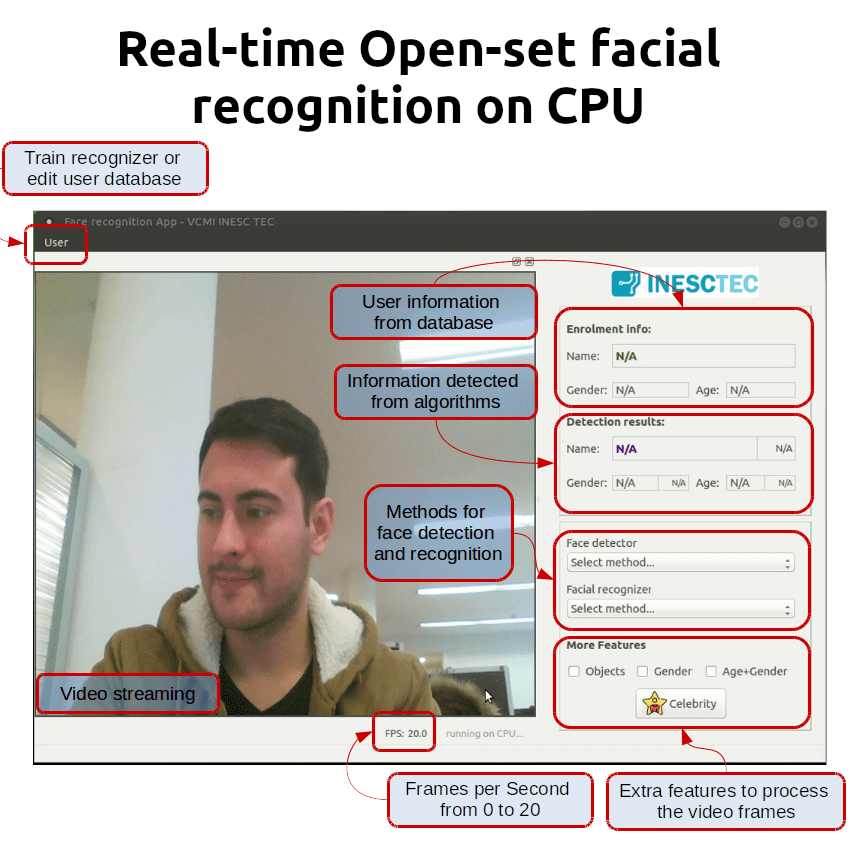 Real-time Open-set facial
recognition on CPU
Train recognizer or
edit user database
Face recognition App - VCMI INESC TEC
User
INESCTEC
User information
from database
Enrolment info:
Name: N/A
Gender: N/A Age: N/A
Information detected
from algorithms
Detection results:
Name: N/A N/A
Gender: N/A N/A Age: N/A N/A
Methods for
face detection
and recognition
Face detector
Select method...
Facial recognizer
Select method...
More Features
Objects Gender Age+Gender
Celebrity
Video streaming
FPS: 20.0 running on CPU...
Frames per Second
from 0 to 20
Extra features to process
the video frames